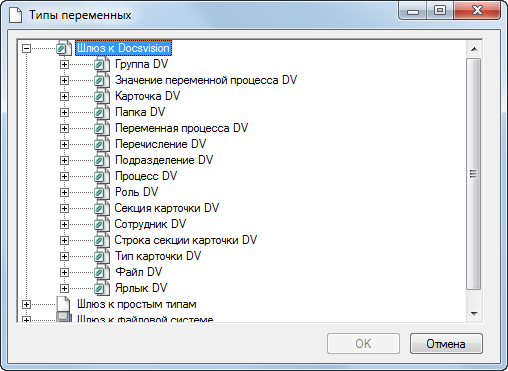 Типы переменных
Шлюз к Docsvision
Группа DV
Значение переменной процесса DV
Карточка DV
Папка DV
Переменная процесса DV
Перечисление DV
Подразделение DV
Процесс DV
Роль DV
Секция карточки DV
Сотрудник DV
Строка секции карточки DV
Тип карточки DV
Файл DV
Ярлык DV
Шлюз к простым типам
Шлюз к файловой системе
OK
Отмена